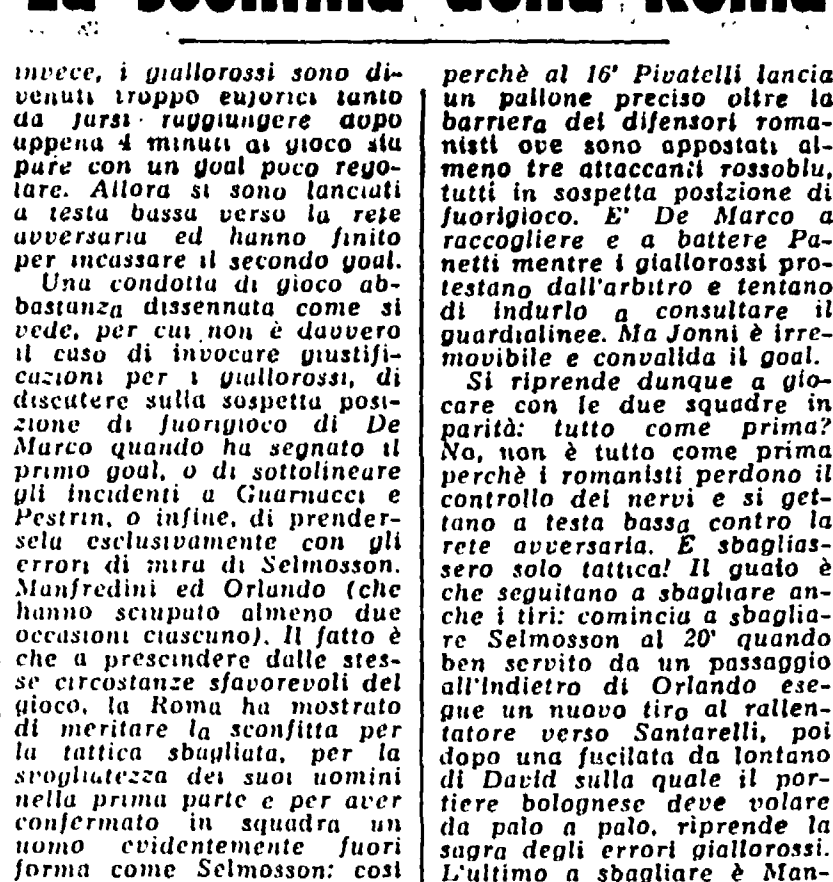 La sconfitta della Roma
invece, i giallorossi sono di-
venuti troppo euforici tanto
da farsi raggiungere dopo
appena 4 minuti di gioco sia
pure con un goal poco rego-
lare. Allora si sono lanciati
a testa bassa verso la rete
avversaria ed hanno finito
per incassare il secondo goal.
Una condotta di gioco ab-
bastanza dissennata come si
vede, per cui non è davvero
il caso di invocare giustifi-
cazioni per i giallorossi, di
discutere sulla sospetta posi-
zione di fuorigioco di De
Marco quando ha segnato il
primo goal, o di sottolineare
gli incidenti a Guarnacci e
Pestrin, o infine, di prender-
sela esclusivamente con gli
errori di mira di Selmosson.
Manfredini ed Orlando (che
hanno sciupato almeno due
occasioni ciascuno). Il fatto è
che a prescindere dalle stes-
se circostanze sfavorevoli del
gioco, la Roma ha mostrato
di meritare la sconfitta per
la tattica sbagliata, per la
svogliatezza dei suoi uomini
nella prima parte e per aver
confermato in squadra un
uomo evidentemente fuori
forma come Selmosson: così
perchè al 16' Pivatelli lancia
un pallone preciso oltre la
barriera dei difensori roma-
nisti ove sono appostati al-
meno tre attaccanti rossoblu,
tutti in sospetta posizione di
fuorigioco. E' De Marco a
raccogliere e a battere Pa-
netti mentre i giallorossi pro-
testano dall'arbitro e tentano
di indurlo a consultare il
guardialinee. Ma Jonni è irre-
movibile e convalida il goal.
Si riprende dunque a gio-
care con le due squadre in
parità: tutto come prima?
No, non è tutto come prima
perchè i romanisti perdono il
controllo dei nervi e si get-
tano a testa bassa contro la
rete avversaria. E sbaglias-
sero solo tattica! Il guaio è
che seguitano a sbagliare an-
che i tiri: comincia a sbaglia-
re Selmosson al 20' quando
ben servito da un passaggio
all'indietro di Orlando ese-
gue un nuovo tiro al rallen-
tatore verso Santarelli, poi
dopo una fucilata da lontano
di David sulla quale il por-
tiere bolognese deve volare
da palo a palo, riprende la
sagra degli errori giallorossi.
L'ultimo a sbagliare è Man-